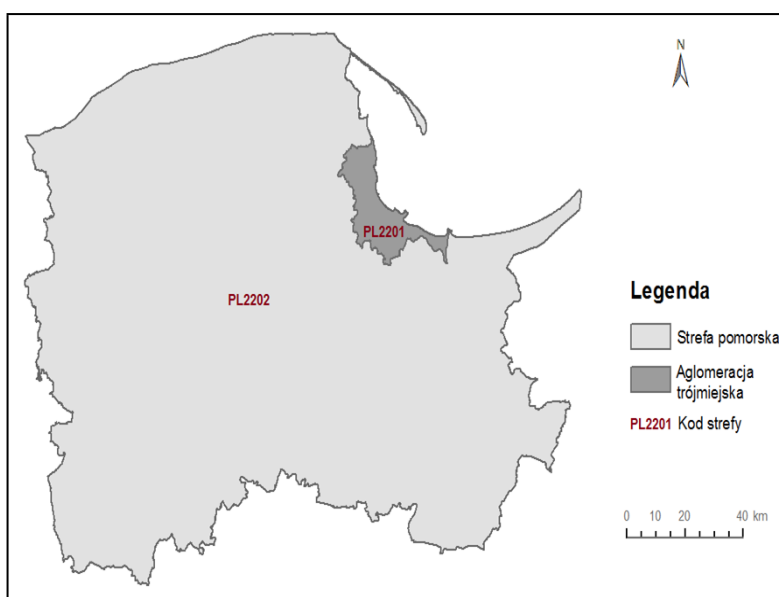 N
PL2201
PL2202
Legenda
Strefa pomorska
Aglomeracja
trójmiejska
PL2201 Kod strefy
0 10 20 40 km